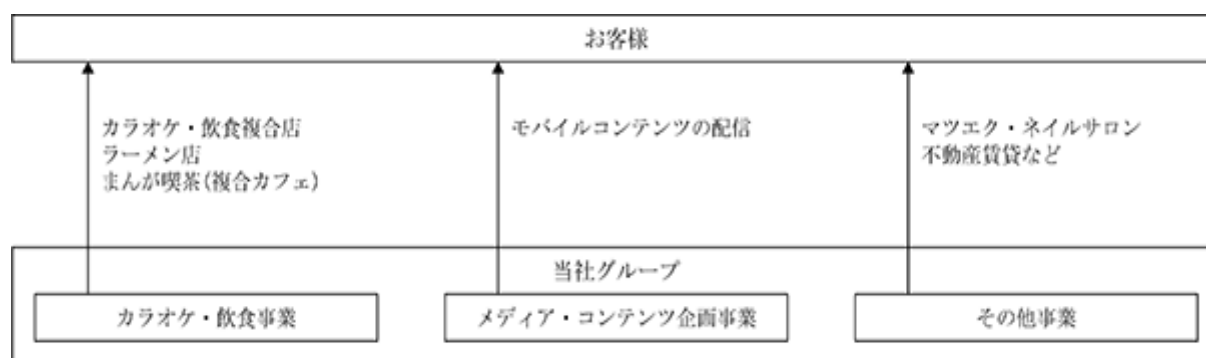 お客様
カラオケ・飲食複合店
ラーメン店
まんが喫茶(複合カフェ)
モバイルコンテンツの配信
マツエク・ネイルサロン
不動産賃貸など
当社グループ
カラオケ・飲食事業
メディア・コンテンツ企画事業
その他事業